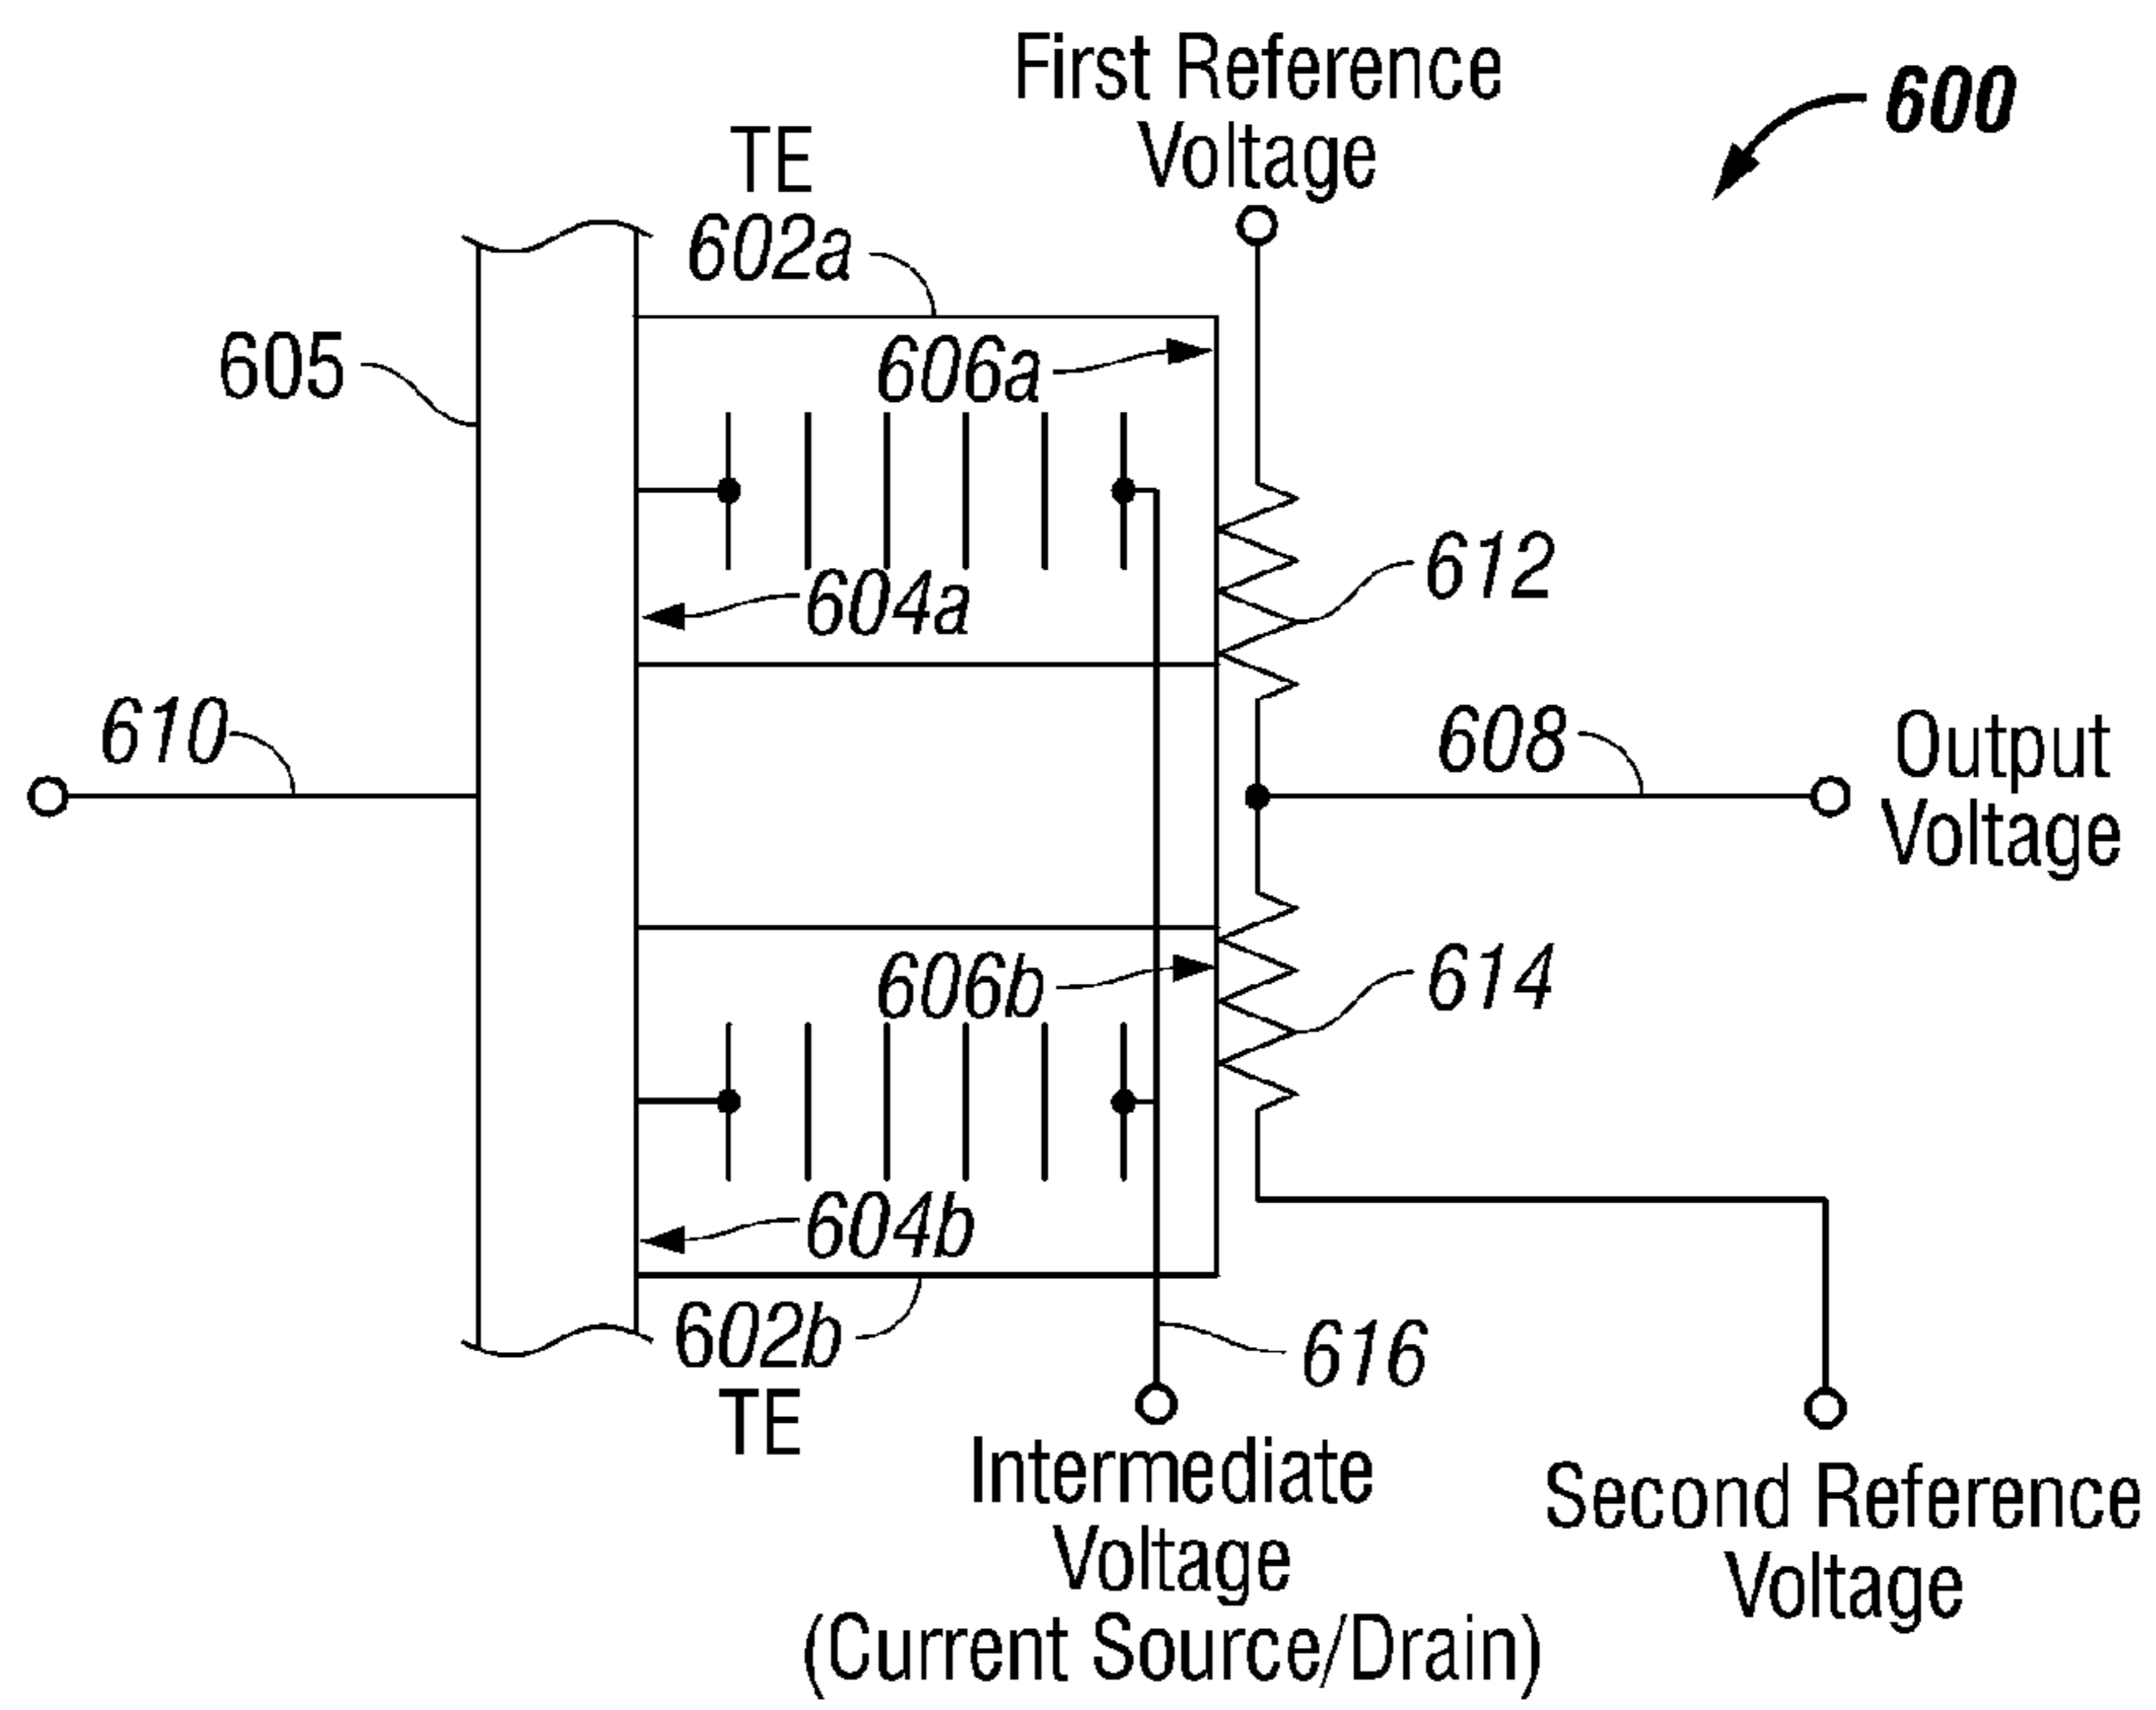 First Reference
Voltage
600
TE
602a
606a
605
604a
612
610
608
Output
Voltage
606b
614
604b
602b
TE
616
Intermediate
Voltage
(Current Source/Drain)
Second Reference
Voltage